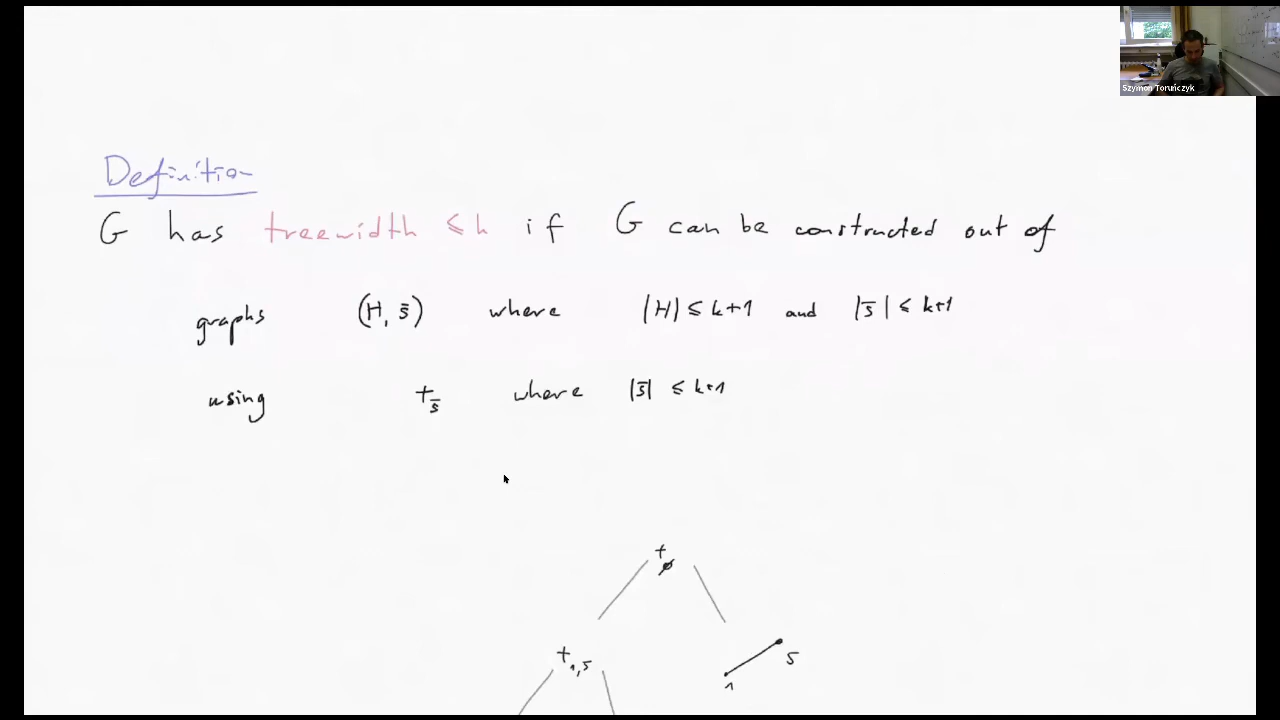 Szymon Toruńczyk
Definition
G has treewidth ≤ k if G can be constructed out of
graphs (H, s̄) where |H| ≤ k+1 and |s̄| ≤ k+1
using +s̄ where |s̄| ≤ k+1
+∅
+1,5
5
1